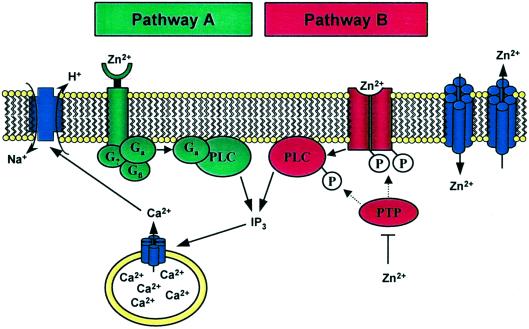 Pathway A
Pathway B
Zn2+
Zn2+
Zn2+
H+
Na+
Gγ
Gα
Gβ
Gα
PLC
PLC
P
P
P
Zn2+
PTP
Ca2+
IP3
Zn2+
Ca2+
Ca2+
Ca2+
Ca2+
Ca2+